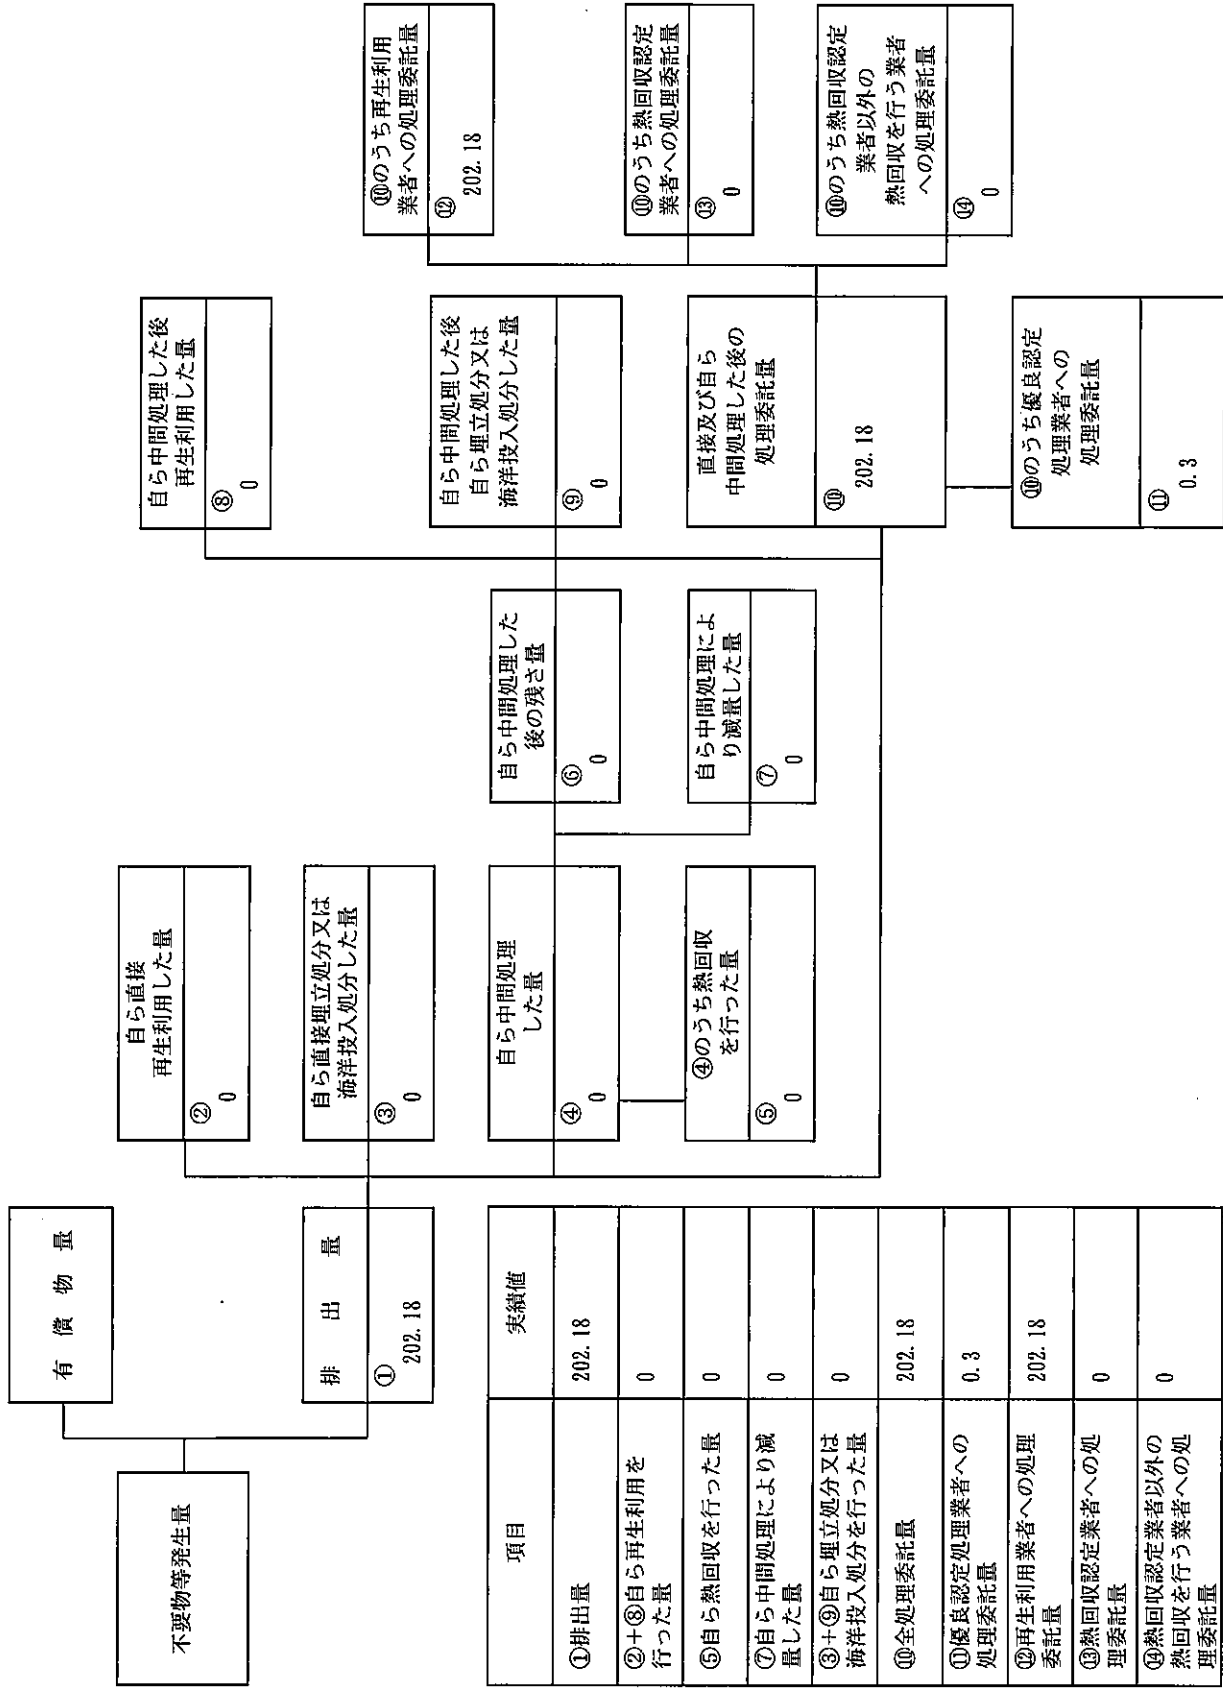 不要物等発生量
有償物量
排出量
① 202.18
自ら直接
再生利用した量
② 0
自ら直接埋立処分又は
海洋投入処分した量
③ 0
自ら中間処理
した量
④ 0
④のうち熱回収
を行った量
⑤ 0
自ら中間処理した
後の残さ量
⑥ 0
自ら中間処理によ
り減量した量
⑦ 0
自ら中間処理した後
再生利用した量
⑧ 0
自ら中間処理した後
自ら埋立処分又は
海洋投入処分した量
⑨ 0
直接及び自ら
中間処理した後の
処理委託量
⑩ 202.18
⑩のうち優良認定
処理業者への
処理委託量
⑪ 0.3
⑩のうち再生利用
業者への処理委託量
⑫ 202.18
⑩のうち熱回収認定
業者への処理委託量
⑬ 0
⑩のうち熱回収認定
業者以外の
熱回収を行う業者
への処理委託量
⑭ 0
項目 実績値
①排出量 202.18
②+⑧自ら再生利用を
行った量 0
⑤自ら熱回収を行った量 0
⑦自ら中間処理により減
量した量 0
③+⑨自ら埋立処分又は
海洋投入処分を行った量 0
⑩全処理委託量 202.18
⑪優良認定処理業者への
処理委託量 0.3
⑫再生利用業者への処理
委託量 202.18
⑬熱回収認定業者への処
理委託量 0
⑭熱回収認定業者以外の
熱回収を行う業者への処
理委託量 0